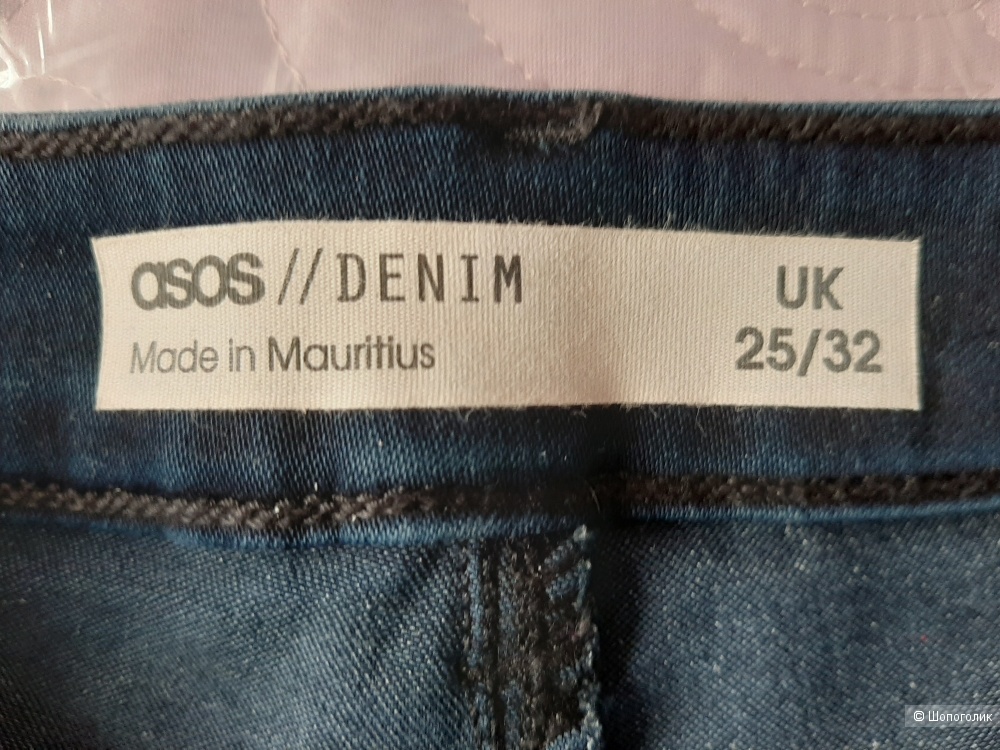 asos // DENIM
Made in Mauritius
UK
25/32
© Шопоголик